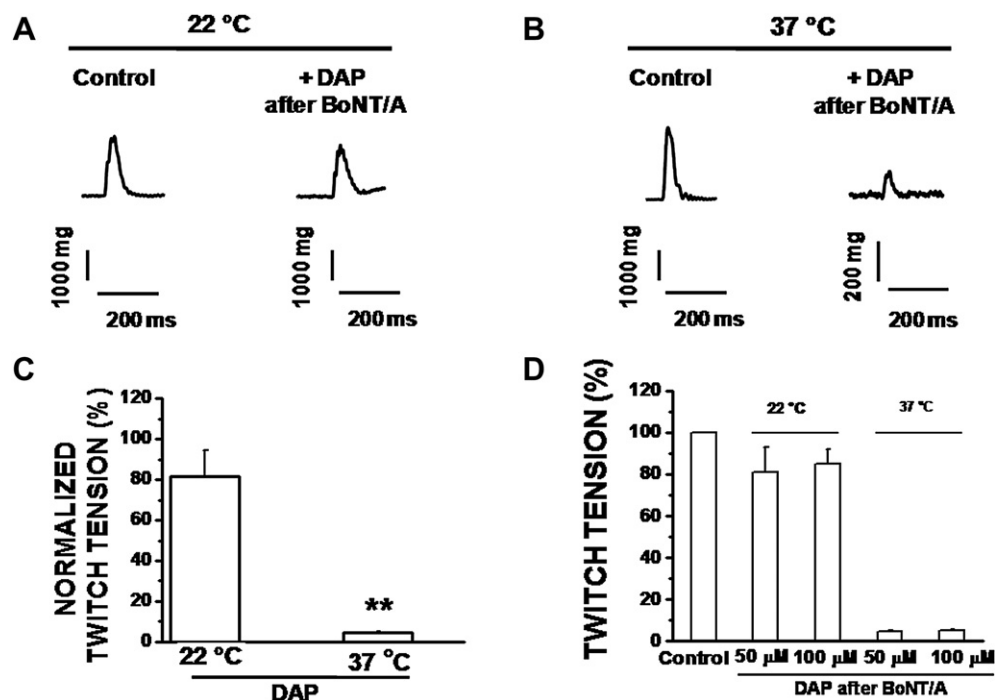 A
22 °C
Control
+ DAP
after BoNT/A
1000 mg
200 ms
1000 mg
200 ms
B
37 °C
Control
+ DAP
after BoNT/A
1000 mg
200 ms
200 mg
200 ms
C
NORMALIZED
TWITCH TENSION (%)
120
100
80
60
40
20
0
**
22 °C
37 °C
DAP
D
TWITCH TENSION (%)
120
100
80
60
40
20
0
22 °C
37 °C
Control
50 µM
100 µM
50 µM
100 µM
DAP after BoNT/A